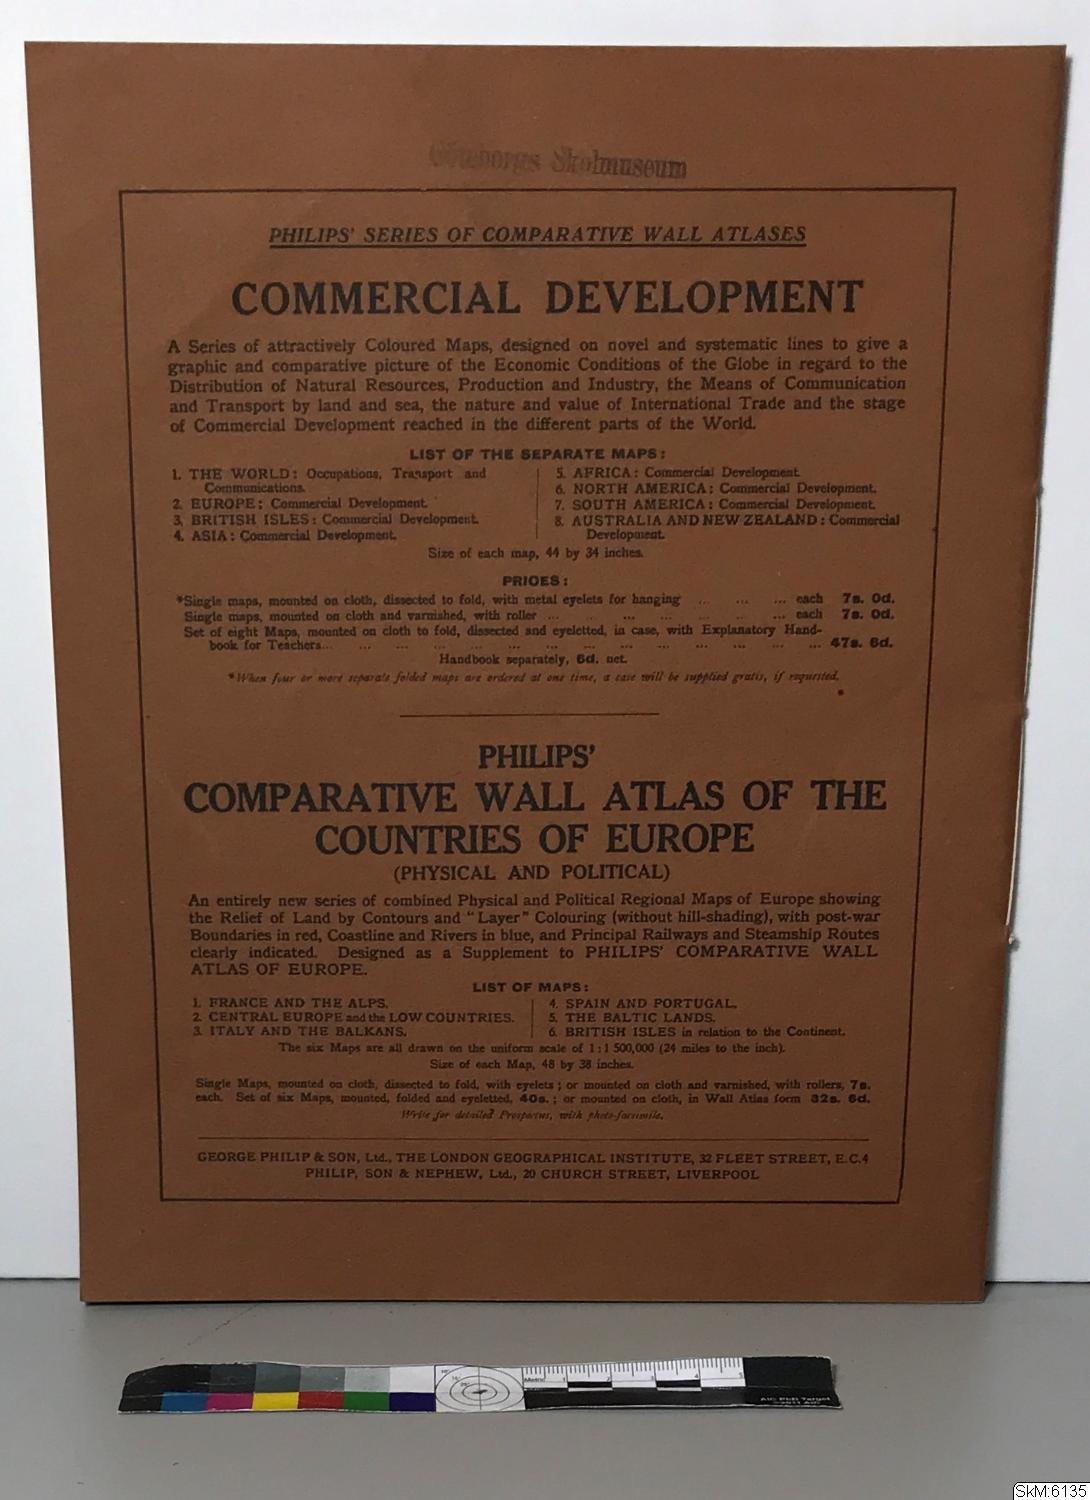 Göteborgs Skolmuseum
PHILIPS' SERIES OF COMPARATIVE WALL ATLASES
COMMERCIAL DEVELOPMENT
A Series of attractively Coloured Maps, designed on novel and systematic lines to give a
graphic and comparative picture of the Economic Conditions of the Globe in regard to the
Distribution of Natural Resources, Production and Industry, the Means of Communication
and Transport by land and sea, the nature and value of International Trade and the stage
of Commercial Development reached in the different parts of the World.
LIST OF THE SEPARATE MAPS:
1. THE WORLD: Occupations, Transport and
Communications.
2. EUROPE: Commercial Development.
3. BRITISH ISLES: Commercial Development.
4. ASIA: Commercial Development.
5. AFRICA: Commercial Development.
6. NORTH AMERICA: Commercial Development.
7. SOUTH AMERICA: Commercial Development.
8. AUSTRALIA AND NEW ZEALAND: Commercial
Development.
Size of each map, 44 by 34 inches.
PRICES:
*Single maps, mounted on cloth, dissected to fold, with metal eyelets for hanging ... ... ... each 7s. 0d.
Single maps, mounted on cloth and varnished, with roller ... ... ... ... ... ... each 7s. 0d.
Set of eight Maps, mounted on cloth to fold, dissected and eyeletted, in case, with Explanatory Hand-
book for Teachers... ... ... ... ... ... ... ... ... ... ... ... ... ... 47s. 6d.
Handbook separately, 6d. net.
*When four or more separate folded maps are ordered at one time, a case will be supplied gratis, if requested.
PHILIPS'
COMPARATIVE WALL ATLAS OF THE
COUNTRIES OF EUROPE
(PHYSICAL AND POLITICAL)
An entirely new series of combined Physical and Political Regional Maps of Europe showing
the Relief of Land by Contours and "Layer" Colouring (without hill-shading), with post-war
Boundaries in red, Coastline and Rivers in blue, and Principal Railways and Steamship Routes
clearly indicated. Designed as a Supplement to PHILIPS' COMPARATIVE WALL
ATLAS OF EUROPE.
LIST OF MAPS:
1. FRANCE AND THE ALPS.
2. CENTRAL EUROPE and the LOW COUNTRIES.
3. ITALY AND THE BALKANS.
4. SPAIN AND PORTUGAL.
5. THE BALTIC LANDS.
6. BRITISH ISLES in relation to the Continent.
The six Maps are all drawn on the uniform scale of 1:1 500,000 (24 miles to the inch).
Size of each Map, 48 by 38 inches.
Single Maps, mounted on cloth, dissected to fold, with eyelets; or mounted on cloth and varnished, with rollers, 7s.
each. Set of six Maps, mounted, folded and eyeletted, 40s.; or mounted on cloth, in Wall Atlas form 32s. 6d.
Write for detailed Prospectus, with photo-facsimile.
GEORGE PHILIP & SON, Ltd., THE LONDON GEOGRAPHICAL INSTITUTE, 32 FLEET STREET, E.C.4
PHILIP, SON & NEPHEW, Ltd., 20 CHURCH STREET, LIVERPOOL
1 2 3 4 5
SkM:6135